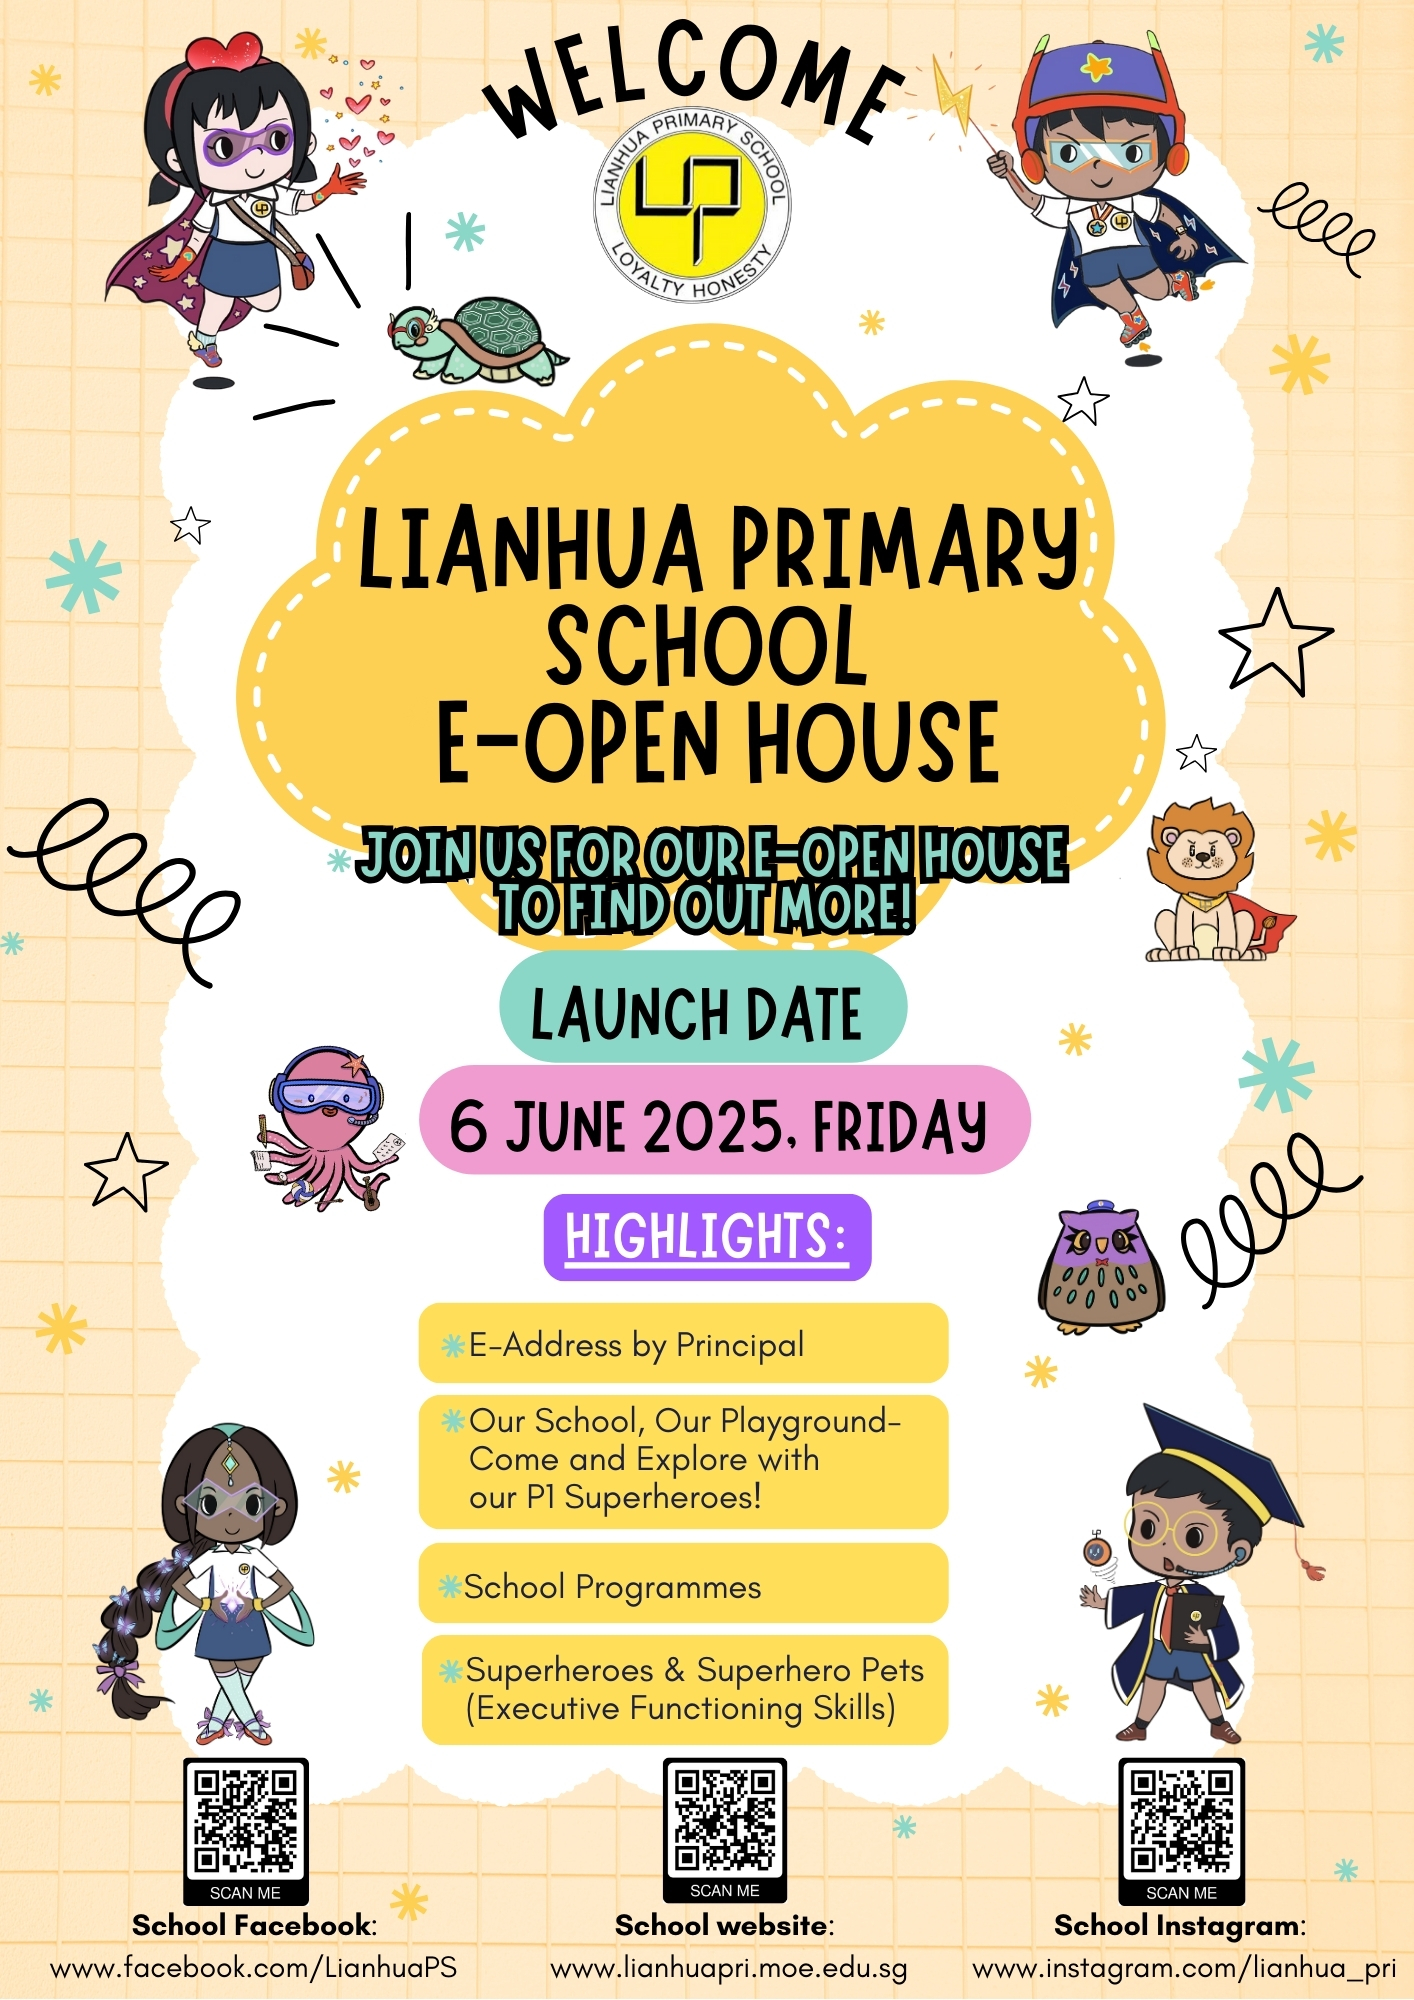 WELCOME
LIANHUA PRIMARY SCHOOL
LP
LOYALTY HONESTY
LIANHUA PRIMARY
SCHOOL
E-OPEN HOUSE
JOIN US FOR OUR E-OPEN HOUSE
TO FIND OUT MORE!
LAUNCH DATE
6 JUNE 2025, FRIDAY
HIGHLIGHTS:
E-Address by Principal
Our School, Our Playground-
Come and Explore with
our P1 Superheroes!
School Programmes
Superheroes & Superhero Pets
(Executive Functioning Skills)
SCAN ME
SCAN ME
SCAN ME
School Facebook:
www.facebook.com/LianhuaPS
School website:
www.lianhuapri.moe.edu.sg
School Instagram:
www.instagram.com/lianhua_pri